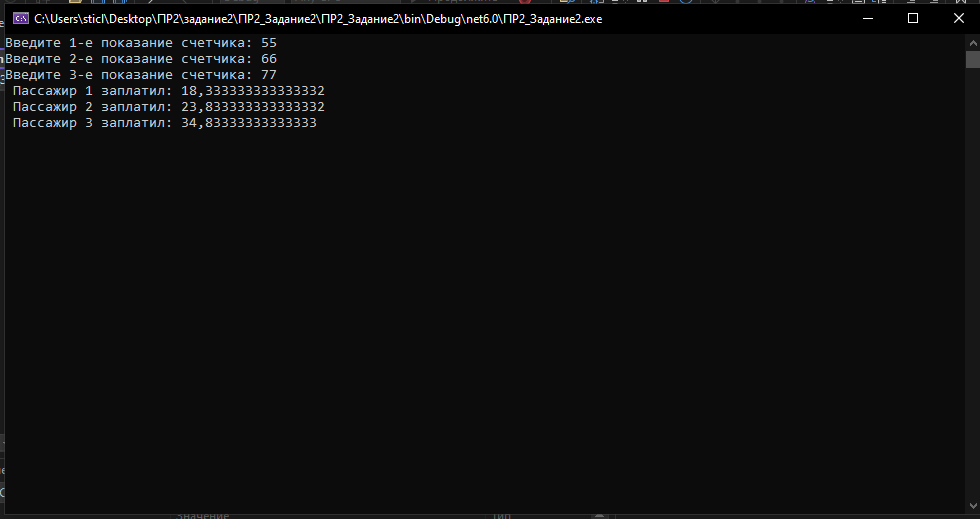 C:\Users\sticl\Desktop\ПР2\задание2\ПР2_Задание2\ПР2_Задание2\bin\Debug\net6.0\ПР2_Задание2.exe
Введите 1-е показание счетчика: 55
Введите 2-е показание счетчика: 66
Введите 3-е показание счетчика: 77
Пассажир 1 заплатил: 18,333333333333332
Пассажир 2 заплатил: 23,833333333333332
Пассажир 3 заплатил: 34,83333333333333
Значение
Тип